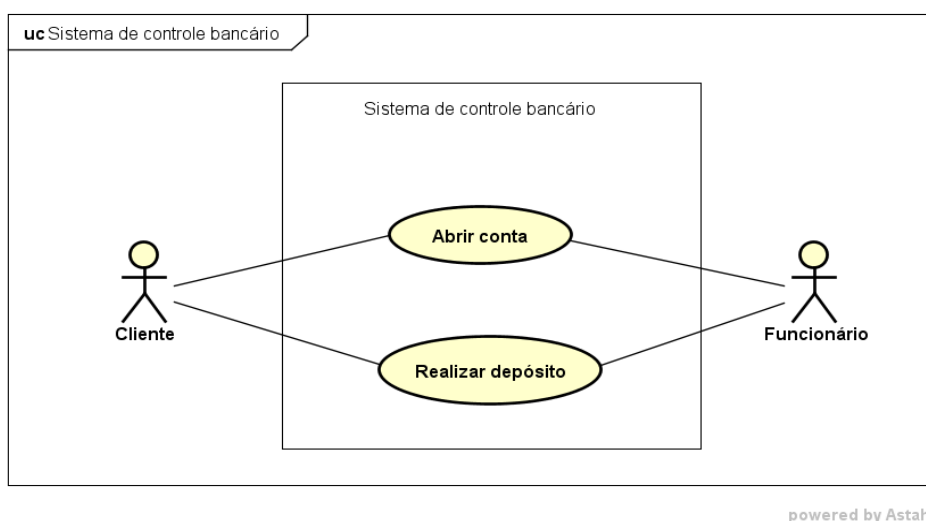 uc Sistema de controle bancário
Sistema de controle bancário
Abrir conta
Cliente
Funcionário
Realizar depósito
powered by Astah